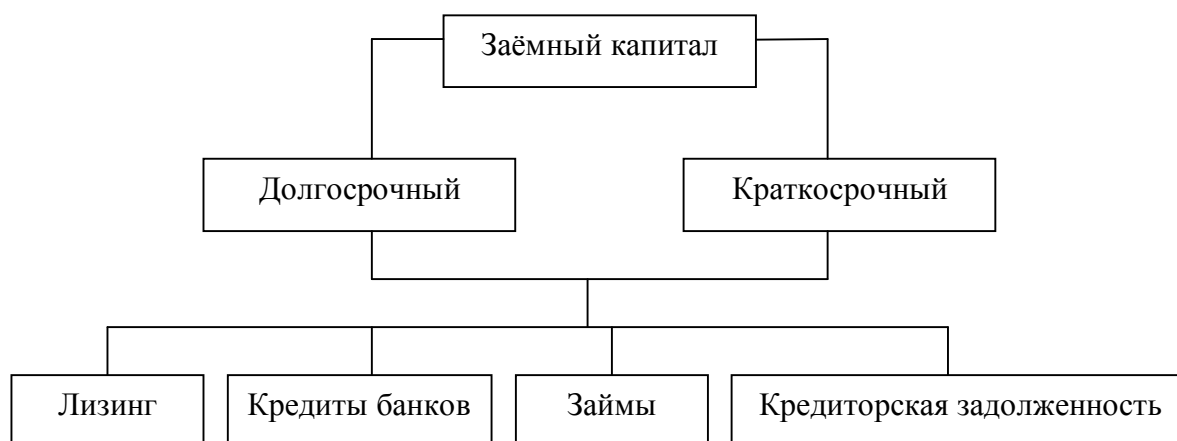 Заёмный капитал
Долгосрочный
Краткосрочный
Лизинг
Кредиты банков
Займы
Кредиторская задолженность